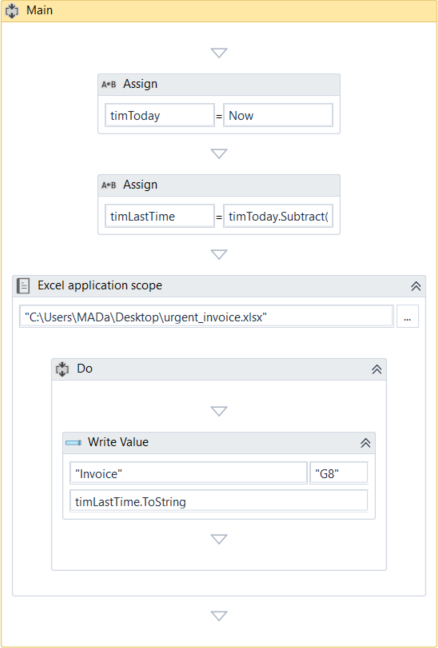 Main
A*B Assign
timToday = Now
A*B Assign
timLastTime = timToday.Subtract(
Excel application scope
"C:\Users\MADa\Desktop\urgent_invoice.xlsx" ...
Do
Write Value
"Invoice" "G8"
timLastTime.ToString